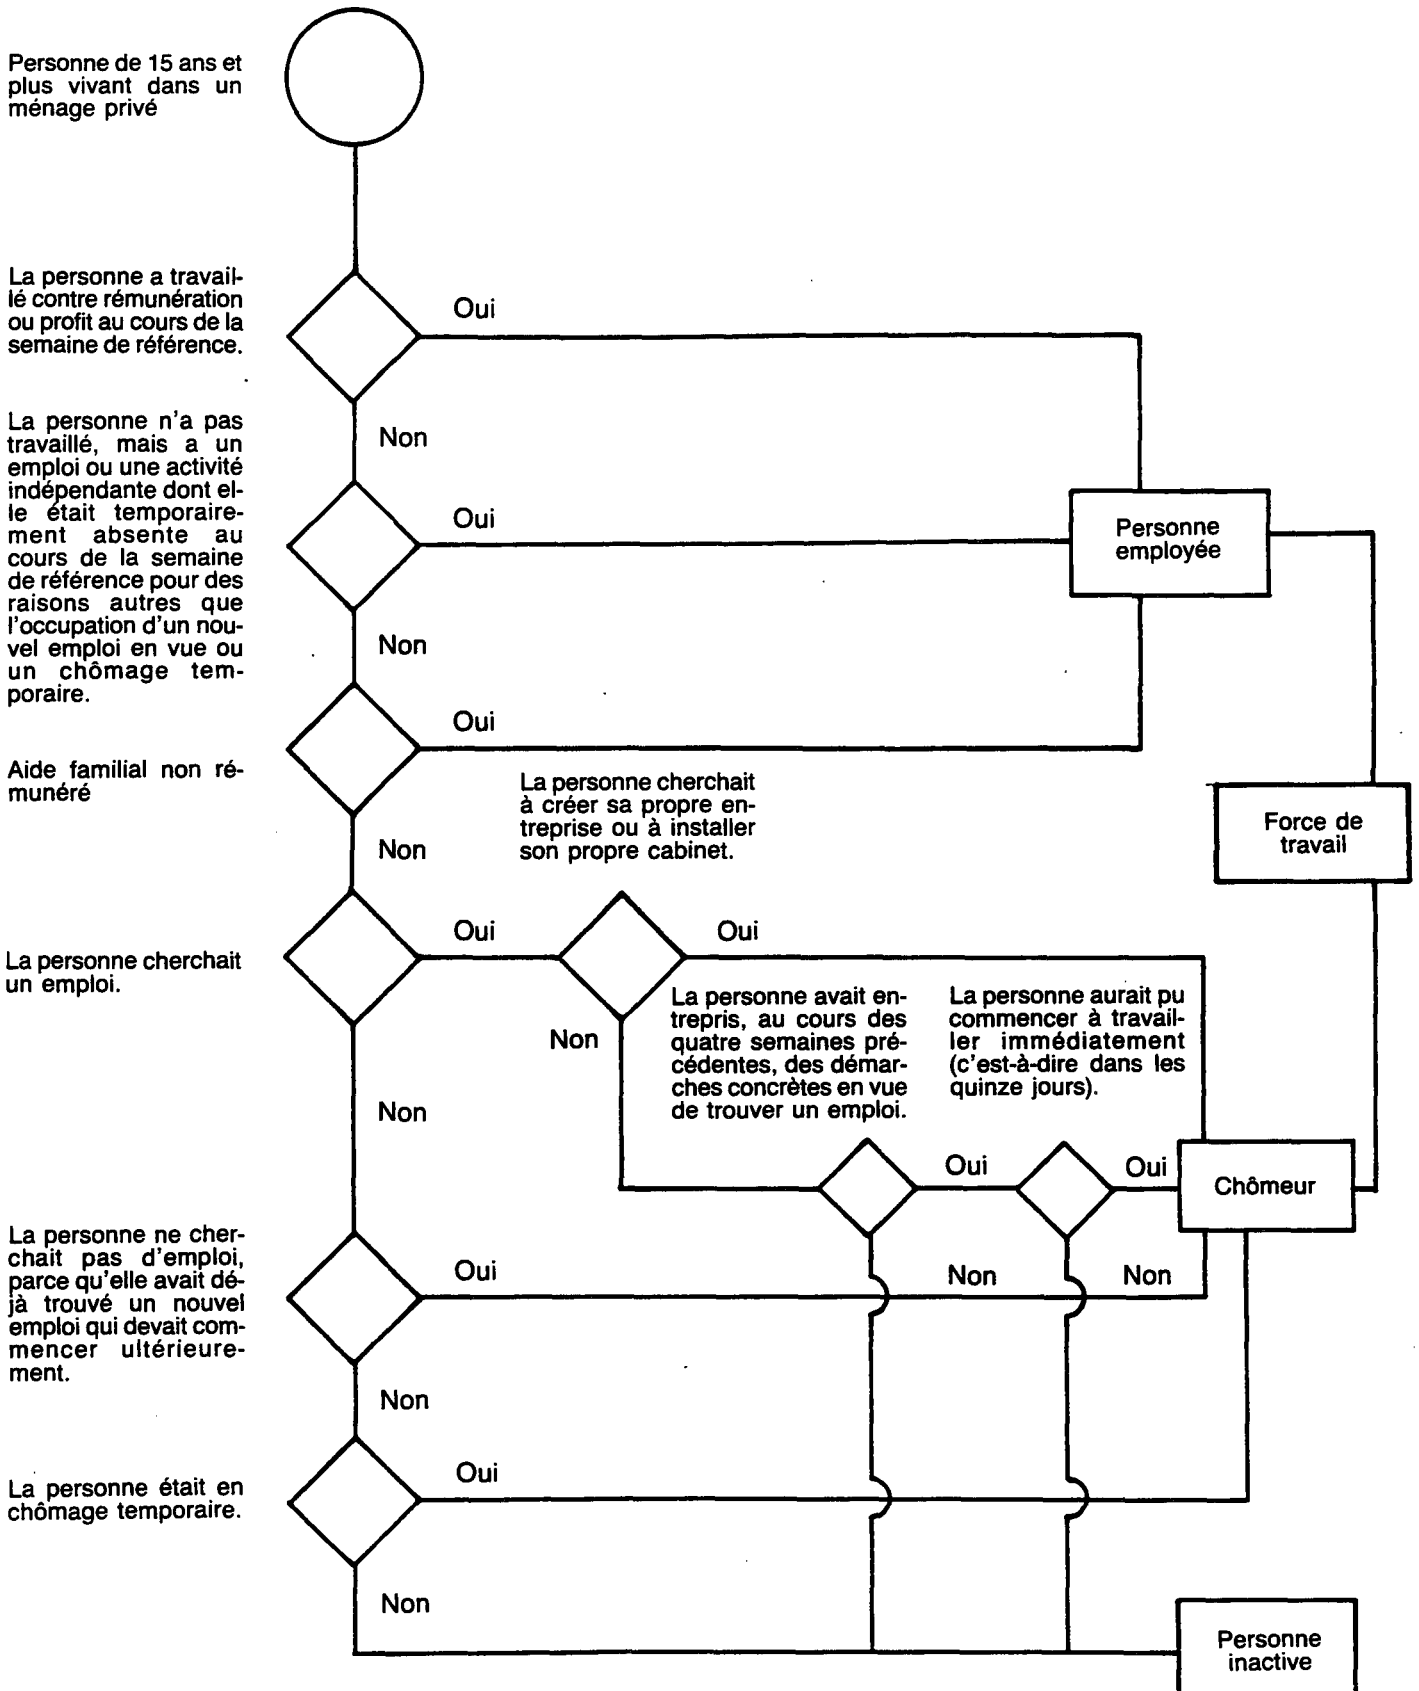 Personne de 15 ans et
plus vivant dans un
ménage privé
La personne a travail-
lé contre rémunération
ou profit au cours de la
semaine de référence.
Oui
Non
La personne n'a pas
travaillé, mais a un
emploi ou une activité
indépendante dont el-
le était temporaire-
ment absente au
cours de la semaine
de référence pour des
raisons autres que
l'occupation d'un nou-
vel emploi en vue ou
un chômage tem-
poraire.
Oui
Non
Personne
employée
Aide familial non ré-
munéré
Oui
Non
La personne cherchait
à créer sa propre en-
treprise ou à installer
son propre cabinet.
Force de
travail
La personne cherchait
un emploi.
Oui
Non
Oui
Non
La personne avait en-
trepris, au cours des
quatre semaines pré-
cédentes, des démar-
ches concrètes en vue
de trouver un emploi.
La personne aurait pu
commencer à travail-
ler immédiatement
(c'est-à-dire dans les
quinze jours).
Oui
Oui
Chômeur
Non
Non
La personne ne cher-
chait pas d'emploi,
parce qu'elle avait dé-
jà trouvé un nouvel
emploi qui devait com-
mencer ultérieure-
ment.
Oui
Non
La personne était en
chômage temporaire.
Oui
Non
Personne
inactive